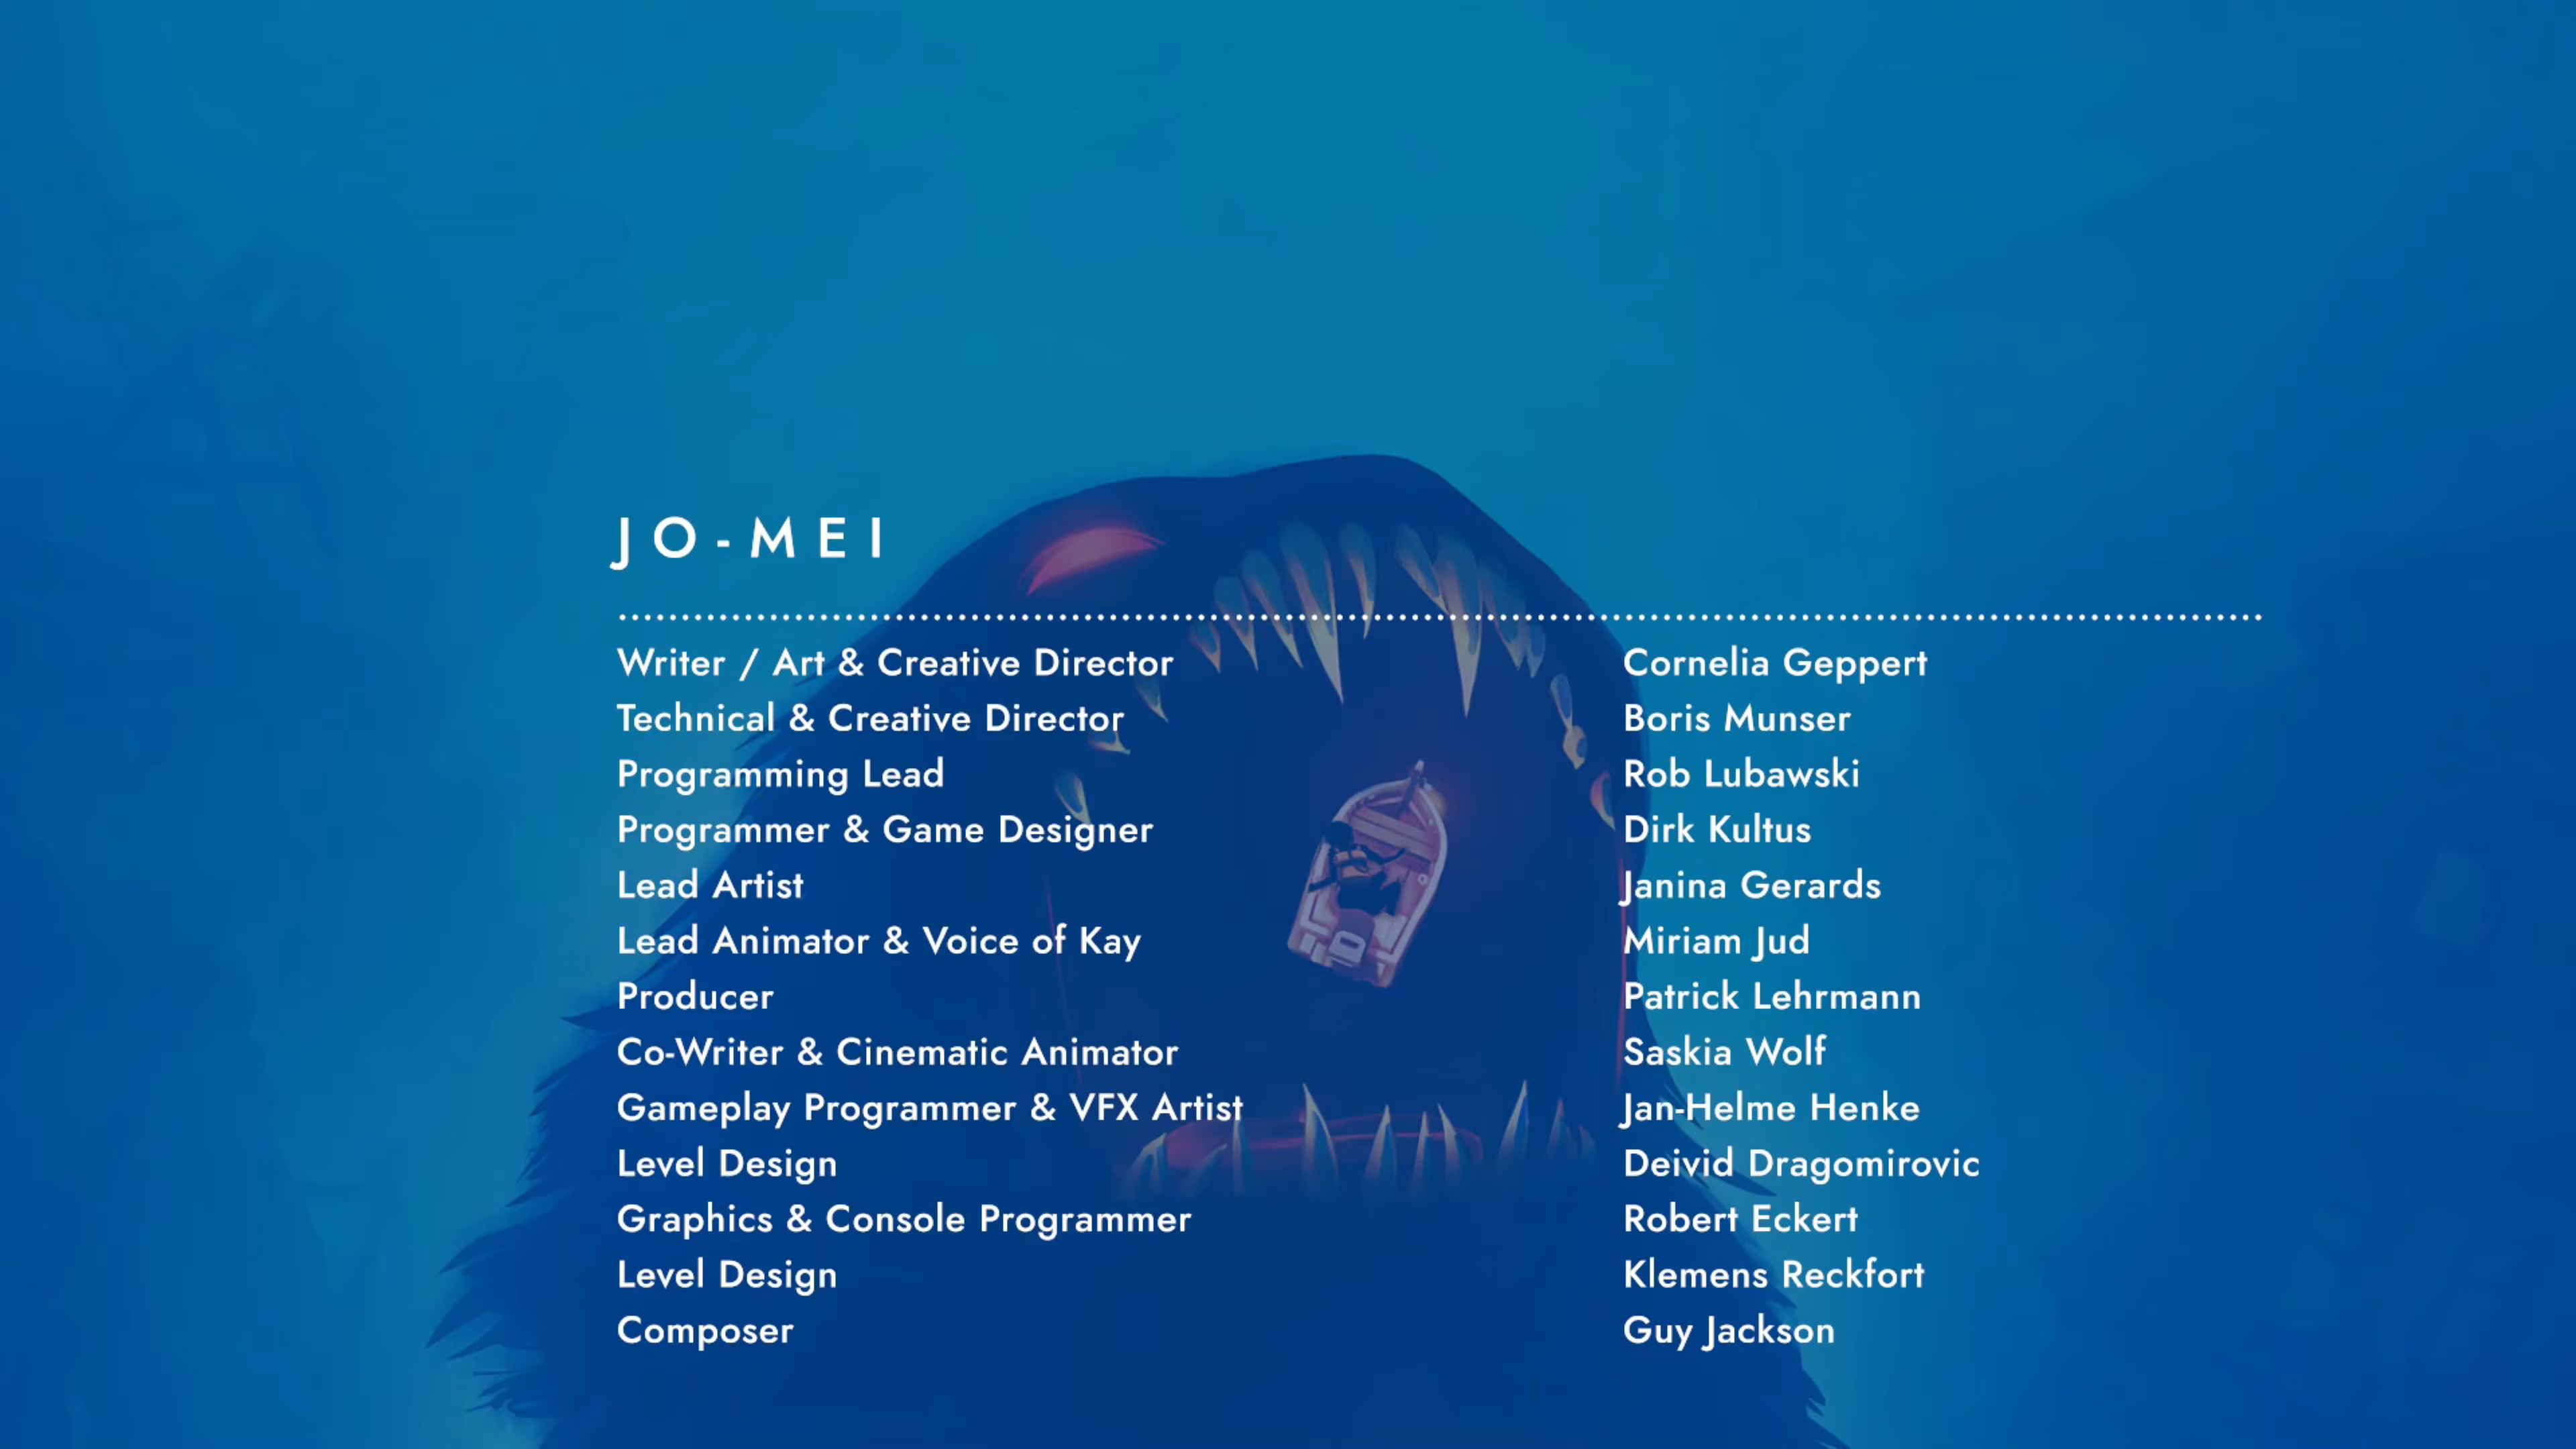 JO-MEI
Writer / Art & Creative Director Cornelia Geppert
Technical & Creative Director Boris Munser
Programming Lead Rob Lubawski
Programmer & Game Designer Dirk Kultus
Lead Artist Janina Gerards
Lead Animator & Voice of Kay Miriam Jud
Producer Patrick Lehrmann
Co-Writer & Cinematic Animator Saskia Wolf
Gameplay Programmer & VFX Artist Jan-Helme Henke
Level Design Deivid Dragomirovic
Graphics & Console Programmer Robert Eckert
Level Design Klemens Reckfort
Composer Guy Jackson